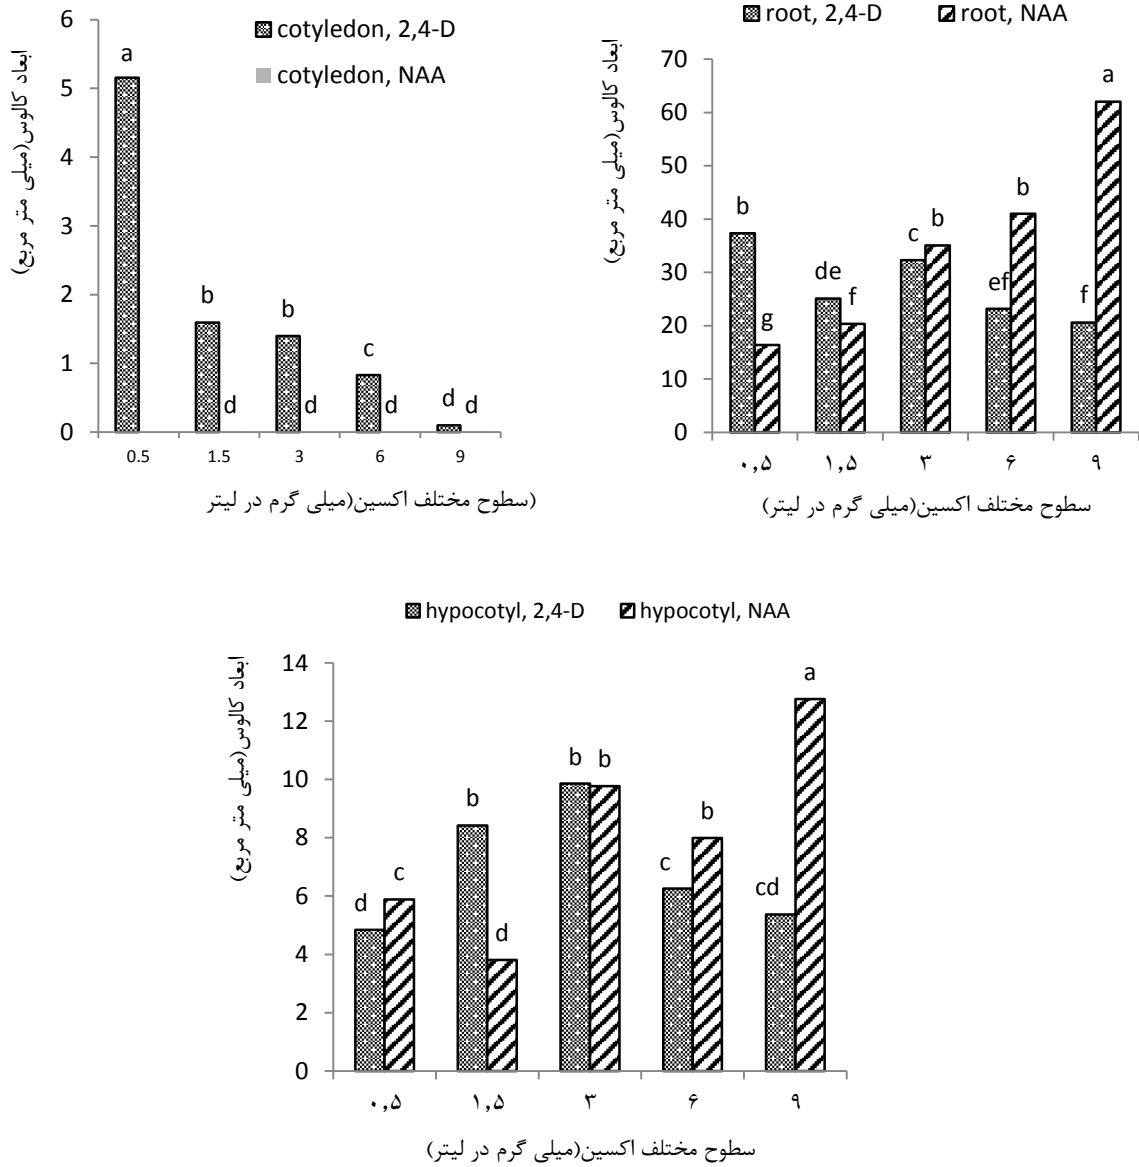 cotyledon, 2,4-D
cotyledon, NAA
ابعاد کالوس(میلی متر مربع)
6
5
4
3
2
1
0
a
b
d
b
d
c
d
d
d
0.5
1.5
3
6
9
سطوح مختلف اکسین(میلی گرم در لیتر)
root, 2,4-D
root, NAA
ابعاد کالوس(میلی متر مربع)
70
60
50
40
30
20
10
0
b
g
de
f
c
b
ef
b
f
a
۰٫۵
۱٫۵
۳
۶
۹
سطوح مختلف اکسین(میلی گرم در لیتر)
hypocotyl, 2,4-D
hypocotyl, NAA
ابعاد کالوس(میلی متر مربع)
14
12
10
8
6
4
2
0
d
c
b
d
b
b
c
b
cd
a
۰٫۵
۱٫۵
۳
۶
۹
سطوح مختلف اکسین(میلی گرم در لیتر)